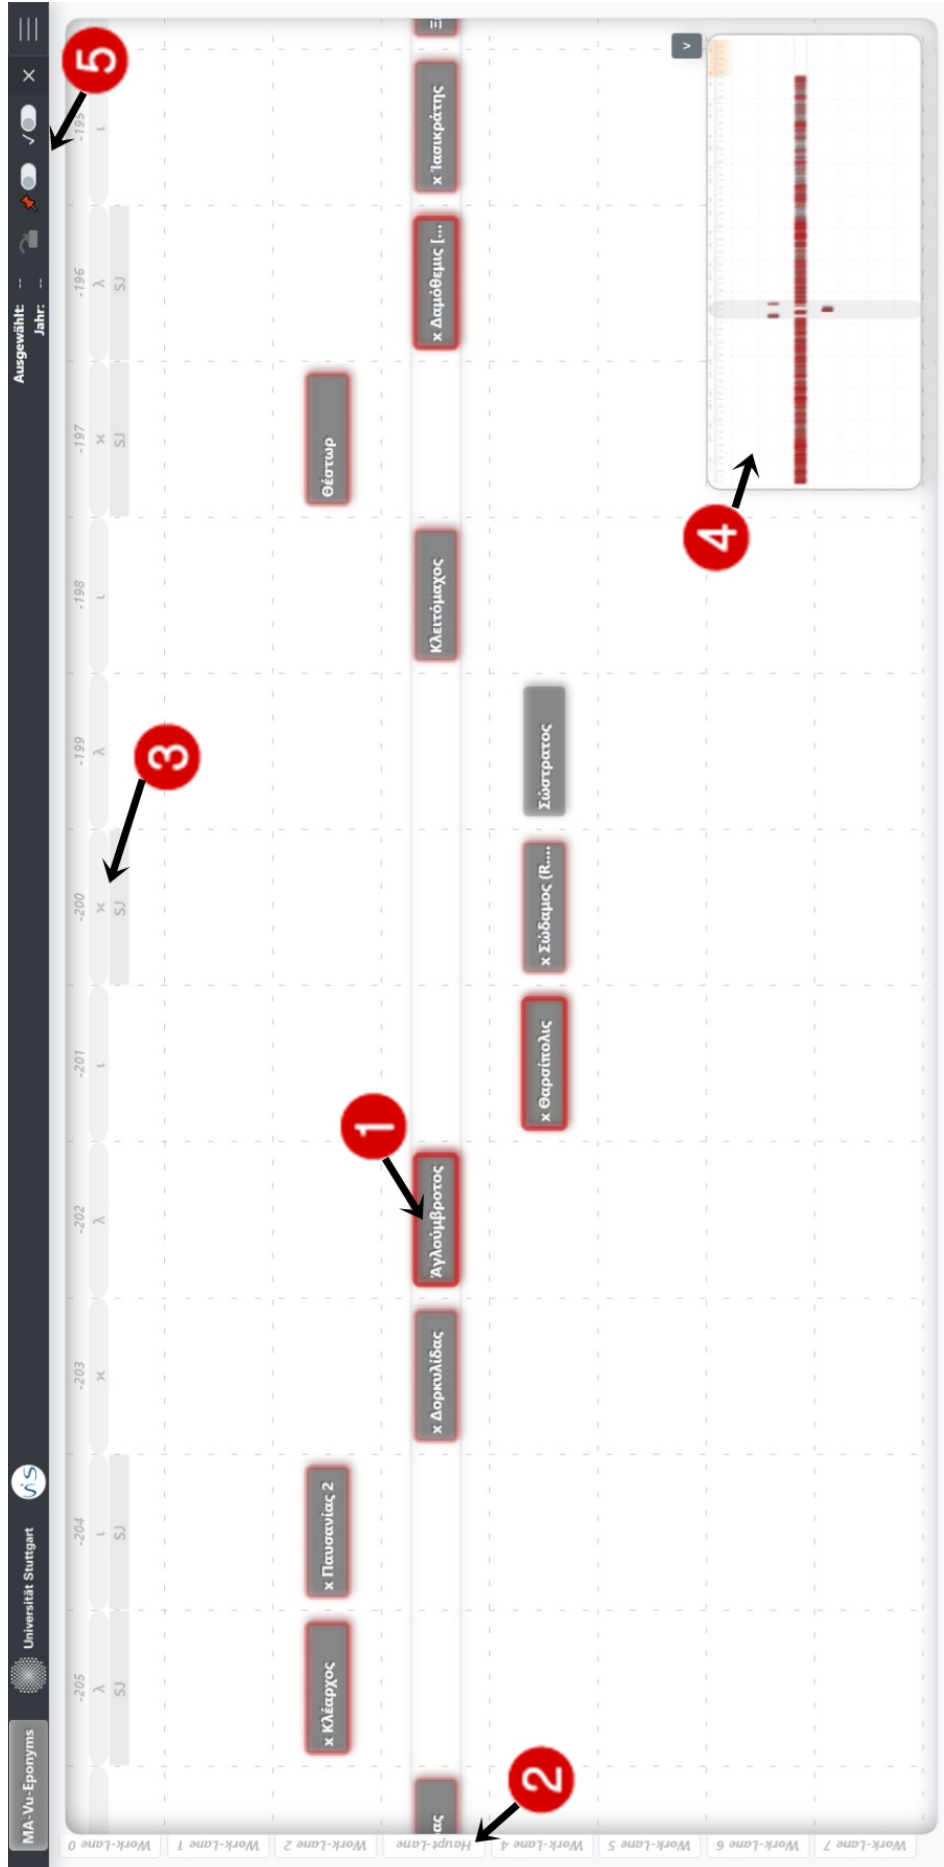 MA-Vu-Eponyms
Universität Stuttgart
VIS
Ausgewählt: --
Jahr: --
5
-205
-204
-203
-202
-201
-200
-199
-198
-197
-196
-195
λ
ι
ϰ
λ
ι
ϰ
λ
ι
ϰ
λ
ι
SJ
SJ
SJ
SJ
SJ
3
Work-Lane 0
Work-Lane 1
Work-Lane 2
x Κλέαρχος
x Παυσανίας 2
Θέστωρ
1
Haupt-Lane
ας
x Δορκυλίδας
Ἀγλούμβροτος
Κλειτόμαχος
x Δαμόθεμις [...
x Ἰασικράτης
Ξ
2
Work-Lane 4
x Θαρσίπολις
x Σώδαμος (R....
Σώστρατος
Work-Lane 5
Work-Lane 6
4
Work-Lane 7